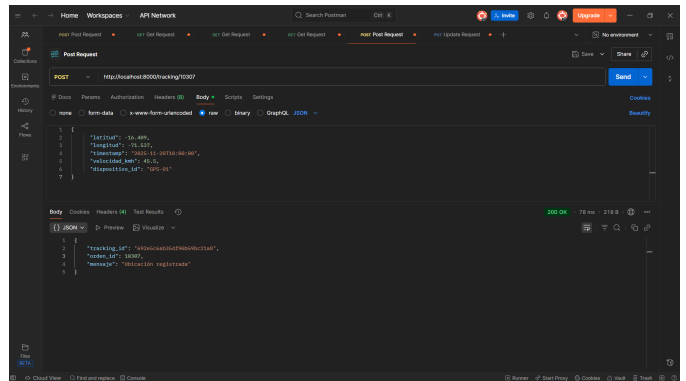 Home Workspaces API Network Search Postman Ctrl K Invite Upgrade
POST Post Request GET Get Request GET Get Request GET Get Request POST Post Request PUT Update Request No environment
Collections
Environments
History
Flows
Files
BETA
Post Request Save Share
POST http://localhost:8000/tracking/10307 Send
Docs Params Authorization Headers (8) Body Scripts Settings Cookies
none form-data x-www-form-urlencoded raw binary GraphQL JSON Beautify
1 {
2 "latitud": -16.409,
3 "longitud": -71.537,
4 "timestamp": "2025-11-20T10:00:00",
5 "velocidad_kmh": 45.5,
6 "dispositivo_id": "GPS-01"
7 }
Body Cookies Headers (4) Test Results 200 OK 78 ms 218 B
{} JSON Preview Visualize
1 {
2 "tracking_id":
3 "orden_id": 10307,
4 "mensaje": "Ubicación registrada"
5 }
Cloud View Find and replace Console Runner Start Proxy Cookies Vault Trash